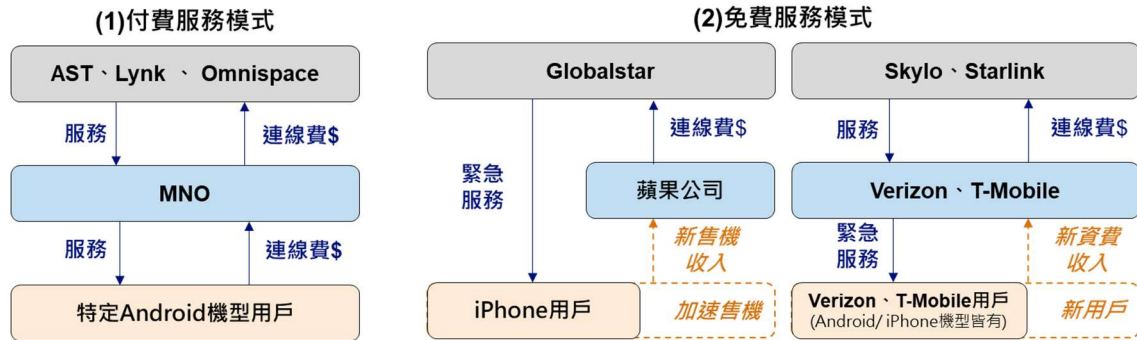 (1)付費服務模式
AST、Lynk 、 Omnispace
服務
連線費$
MNO
服務
連線費$
特定Android機型用戶
(2)免費服務模式
Globalstar
緊急
服務
連線費$
蘋果公司
新售機
收入
iPhone用戶
加速售機
Skylo、Starlink
服務
連線費$
Verizon、T-Mobile
緊急
服務
新資費
收入
Verizon、T-Mobile用戶
(Android/ iPhone機型皆有)
新用戶